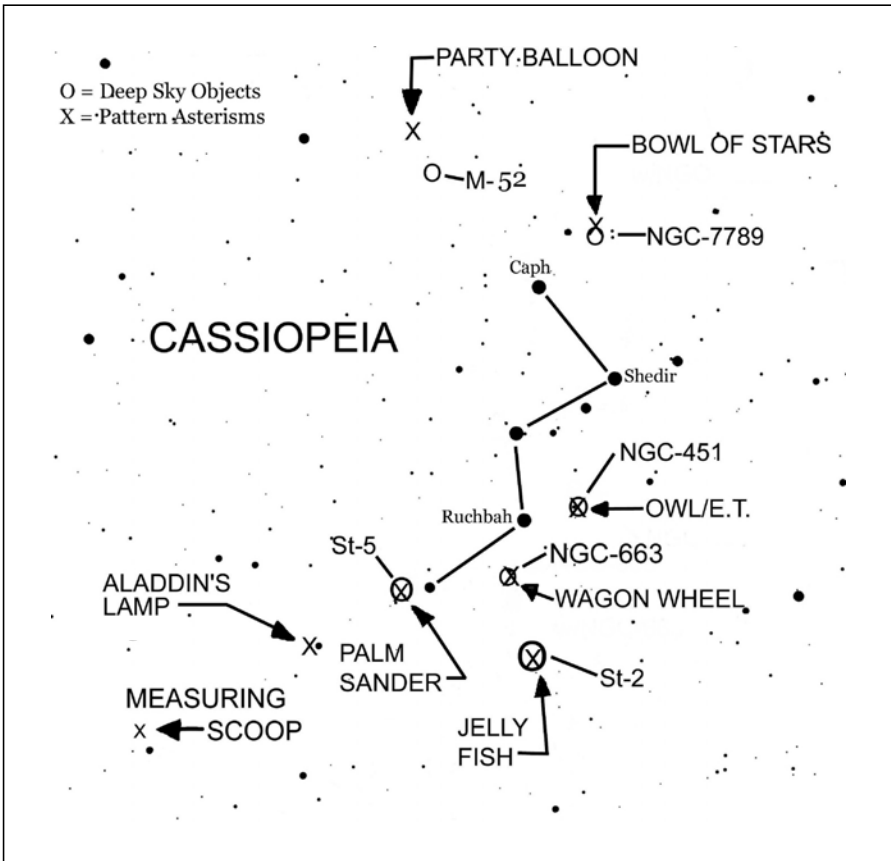 PARTY BALLOON
O = Deep Sky Objects
X = Pattern Asterisms
X
BOWL OF STARS
O
M-52
X
O
NGC-7789
Caph
CASSIOPEIA
Shedir
NGC-451
X
OWL/E.T.
Ruchbah
St-5
NGC-663
X
ALADDIN'S
LAMP
X
WAGON WHEEL
X
PALM
SANDER
X
St-2
MEASURING
SCOOP
X
JELLY
FISH